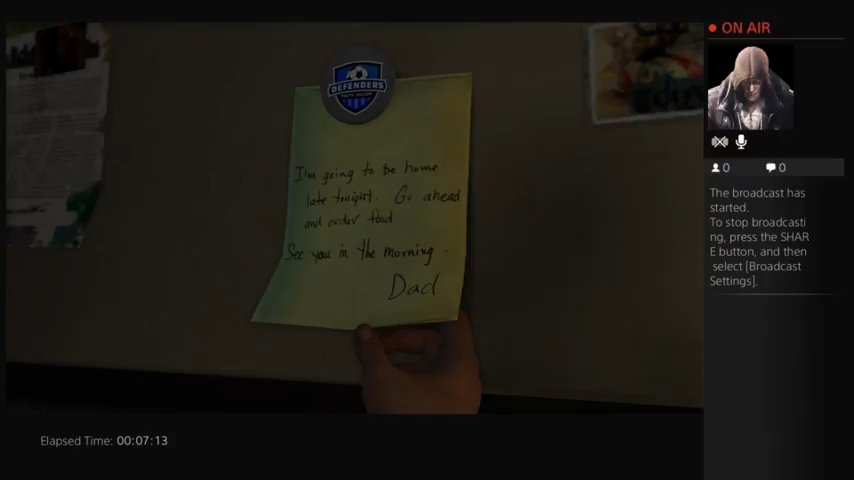 ON AIR
DEFENDERS
YOUTH SOCCER
I'm going to be home
late tonight. Go ahead
and order food
See you in the morning.
Dad
0
0
The broadcast has
started.
To stop broadcasti
ng, press the SHAR
E button, and then
select [Broadcast
Settings].
Elapsed Time: 00:07:13